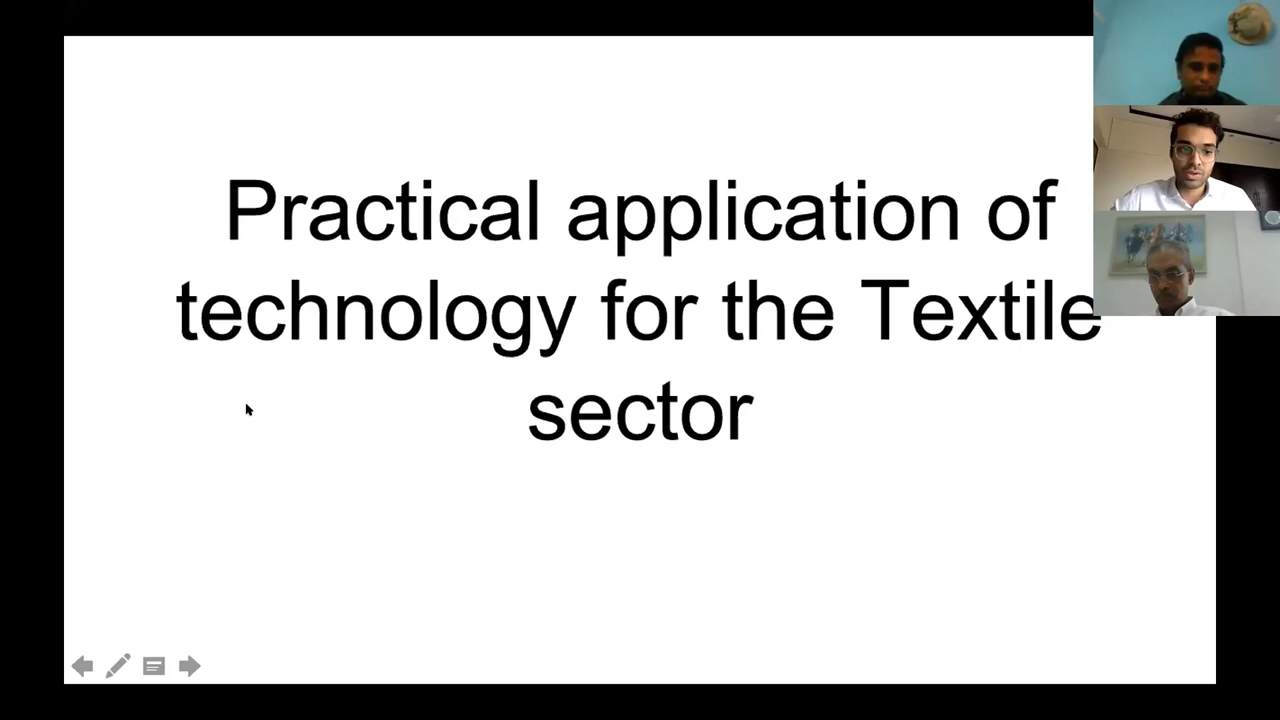 Practical application of
technology for the Textile
sector